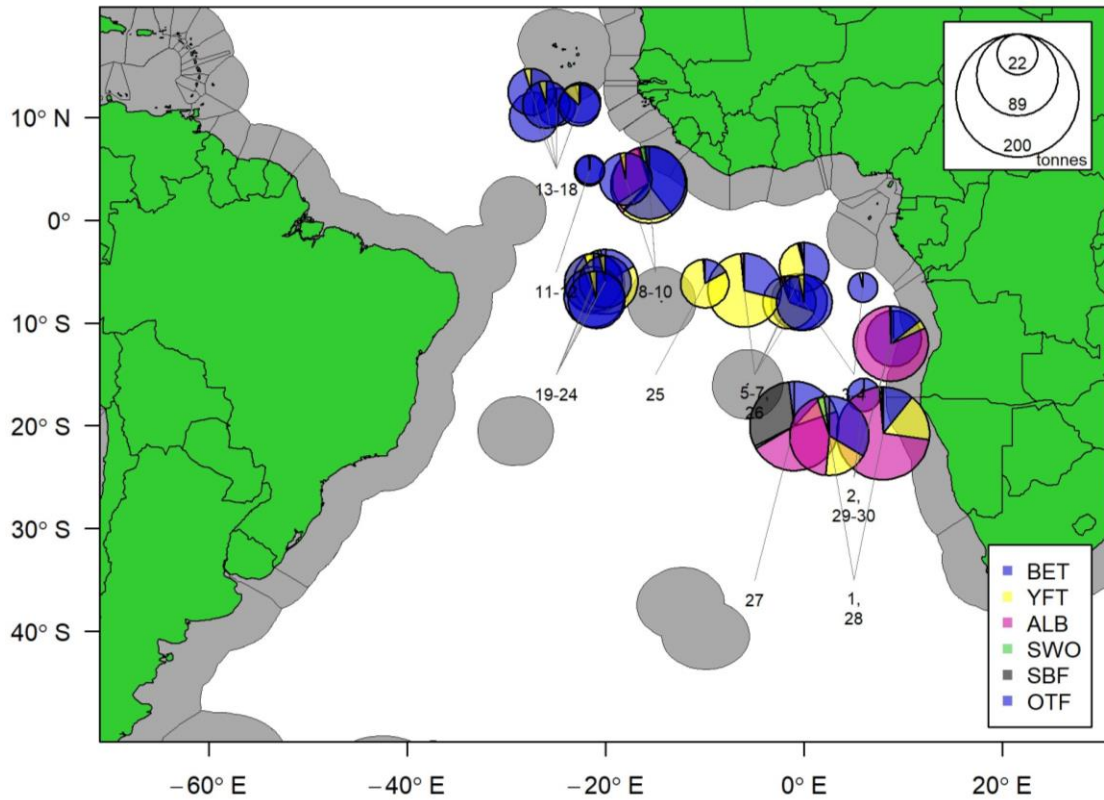 22
89
200
tonnes
10° N
0°
10° S
20° S
30° S
40° S
13-18
8-10
19-24
25
5-7,
26
2,
29-30
27
1,
28
BET
YFT
ALB
SWO
SBF
OTF
−60° E
−40° E
−20° E
0° E
20° E